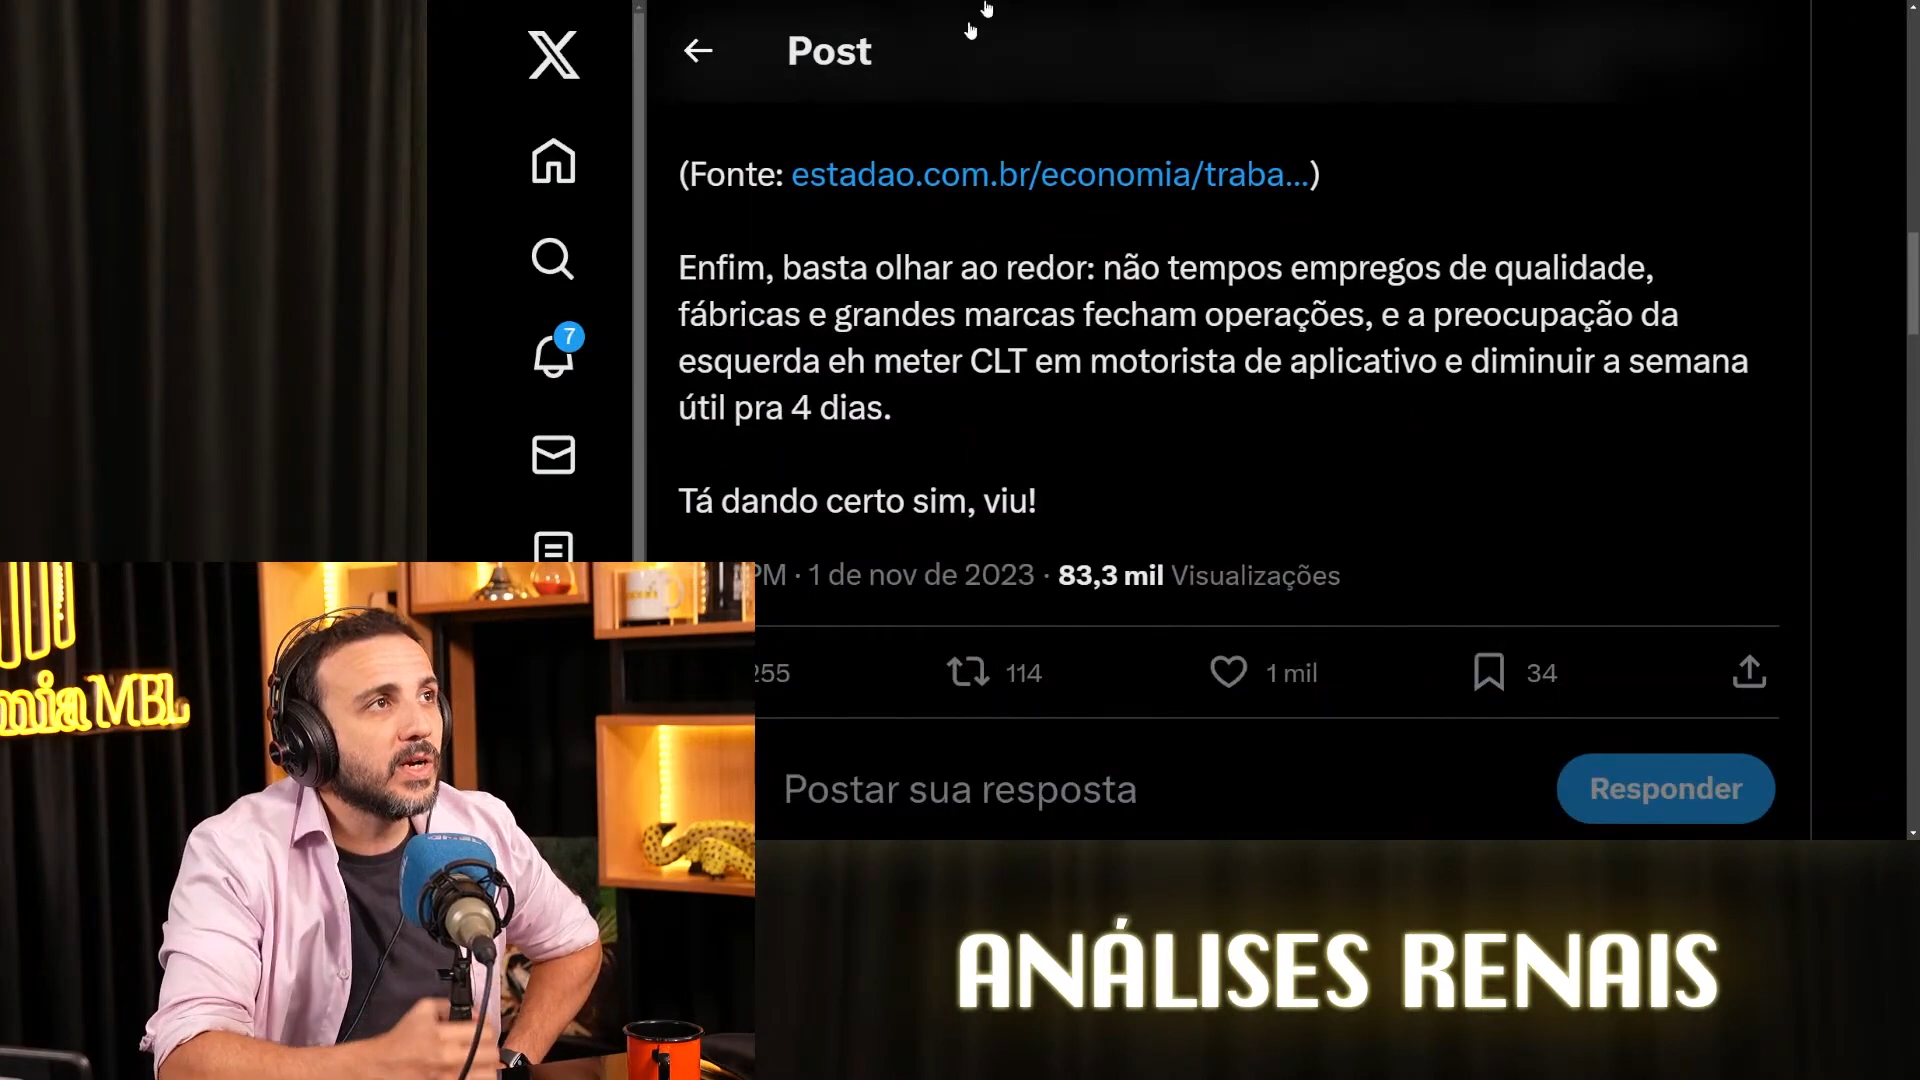 Post
(Fonte: estadao.com.br/economia/traba...)
Enfim, basta olhar ao redor: não tempos empregos de qualidade,
fábricas e grandes marcas fecham operações, e a preocupação da
esquerda eh meter CLT em motorista de aplicativo e diminuir a semana
útil pra 4 dias.
Tá dando certo sim, viu!
7
PM · 1 de nov de 2023 · 83,3 mil Visualizações
255 114 1 mil 34
Postar sua resposta
Responder
mia MBL
ANÁLISES RENAIS